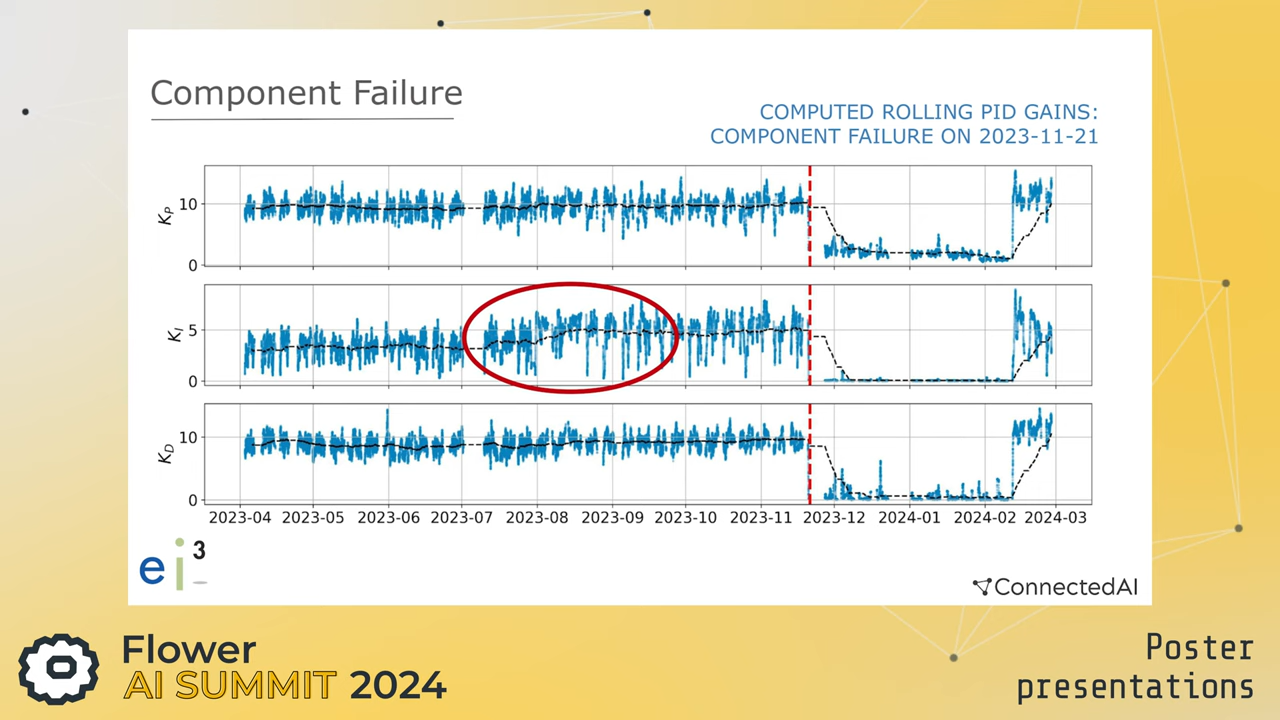 Component Failure
COMPUTED ROLLING PID GAINS:
COMPONENT FAILURE ON 2023-11-21
10
0
K_P
5
0
K_I
10
0
K_D
2023-04 2023-05 2023-06 2023-07 2023-08 2023-09 2023-10 2023-11 2023-12 2024-01 2024-02 2024-03
ei3
ConnectedAI
Flower
AI SUMMIT 2024
Poster
presentations